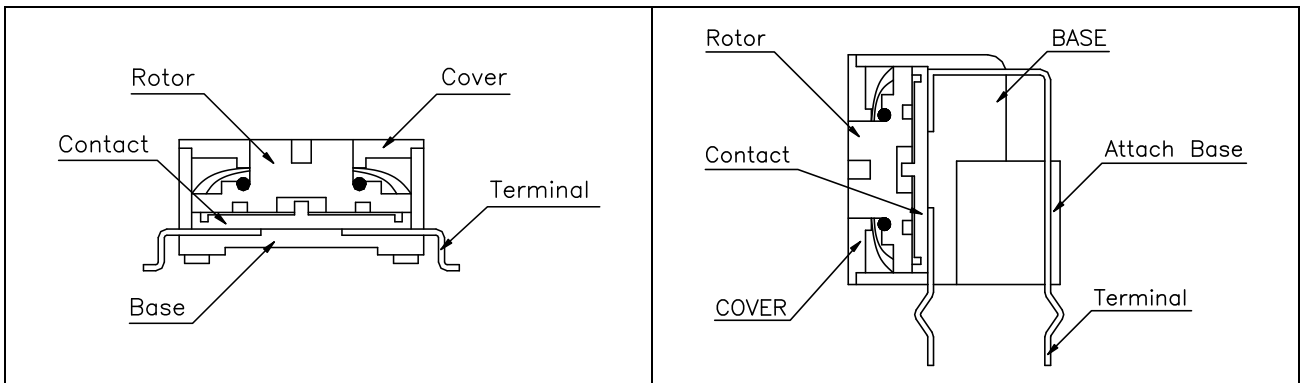 Rotor
Cover
Contact
Terminal
Base
Rotor
BASE
Contact
Attach Base
COVER
Terminal